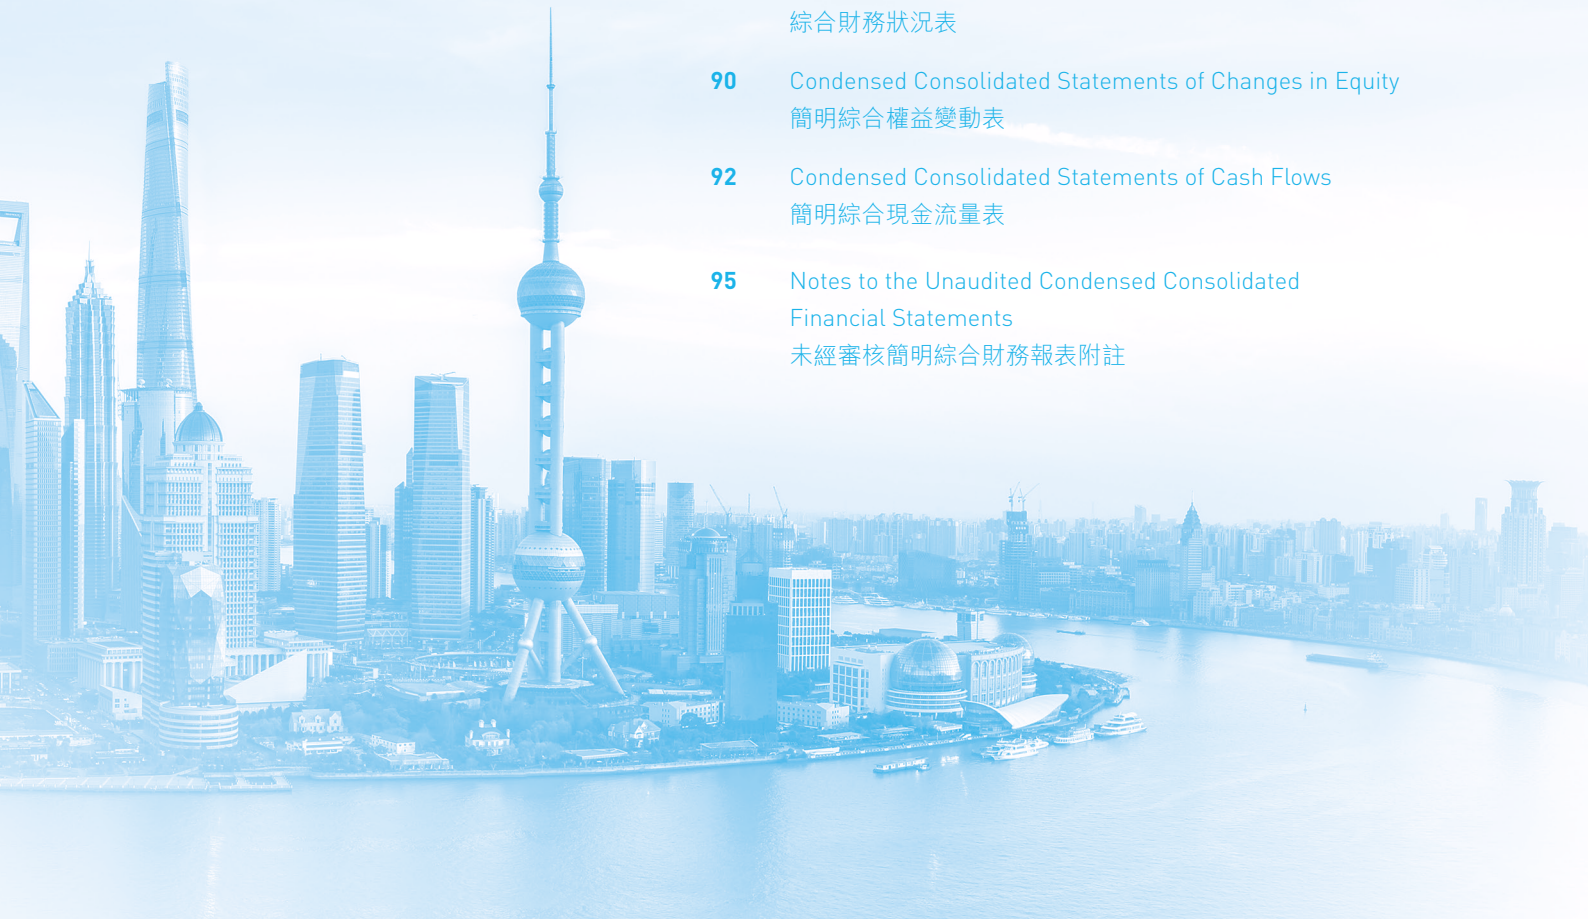 綜合財務狀況表
90 Condensed Consolidated Statements of Changes in Equity
簡明綜合權益變動表
92 Condensed Consolidated Statements of Cash Flows
簡明綜合現金流量表
95 Notes to the Unaudited Condensed Consolidated
Financial Statements
未經審核簡明綜合財務報表附註